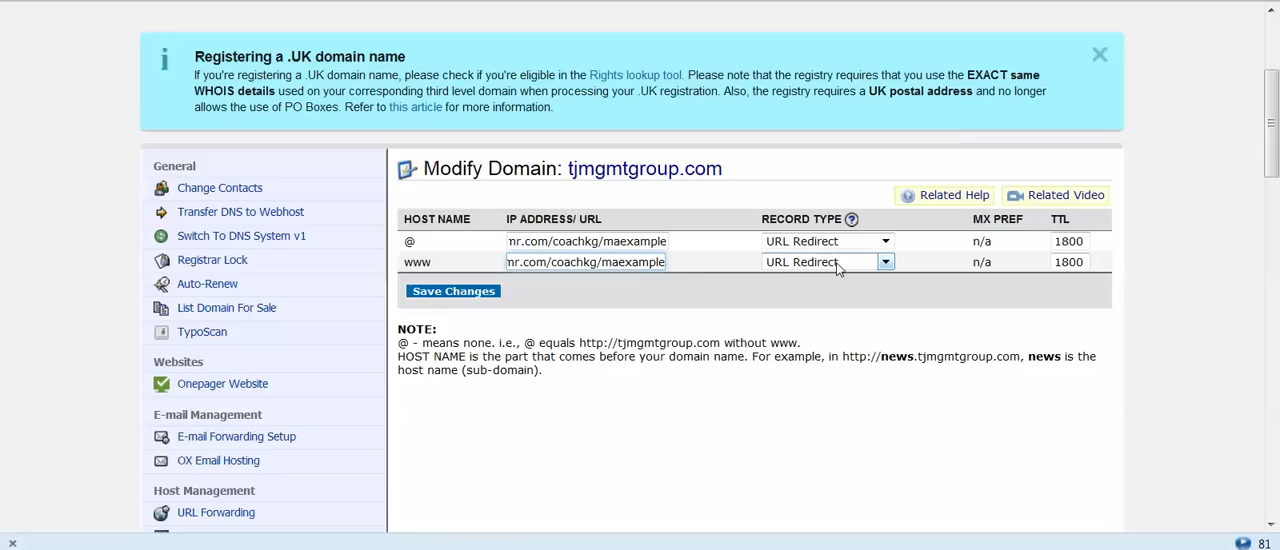 Registering a .UK domain name
If you're registering a .UK domain name, please check if you're eligible in the Rights lookup tool. Please note that the registry requires that you use the EXACT same
WHOIS details used on your corresponding third level domain when processing your .UK registration. Also, the registry requires a UK postal address and no longer
allows the use of PO Boxes. Refer to this article for more information.
General
Change Contacts
Transfer DNS to Webhost
Switch To DNS System v1
Registrar Lock
Auto-Renew
List Domain For Sale
TypoScan
Websites
Onepager Website
E-mail Management
E-mail Forwarding Setup
OX Email Hosting
Host Management
URL Forwarding
Modify Domain: tjmgmtgroup.com
Related Help Related Video
HOST NAME IP ADDRESS/ URL RECORD TYPE ? MX PREF TTL
@ mr.com/coachkg/maexample URL Redirect n/a 1800
www mr.com/coachkg/maexample URL Redirect n/a 1800
Save Changes
NOTE:
@ - means none. i.e., @ equals http://tjmgmtgroup.com without www.
HOST NAME is the part that comes before your domain name. For example, in http://news.tjmgmtgroup.com, news is the
host name (sub-domain).
81